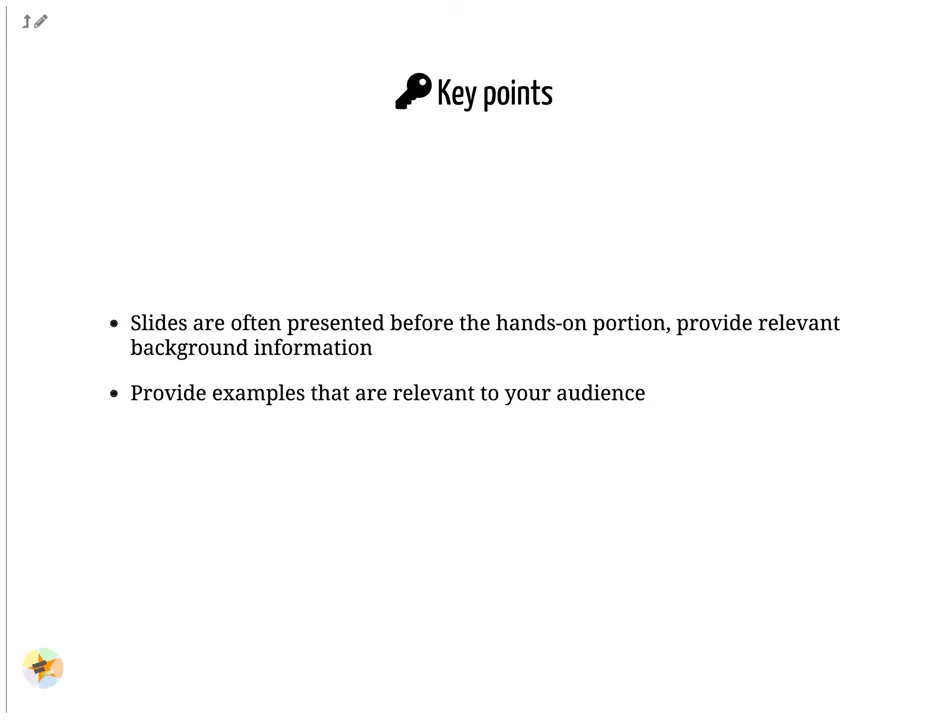 Key points
• Slides are often presented before the hands-on portion, provide relevant
background information
• Provide examples that are relevant to your audience